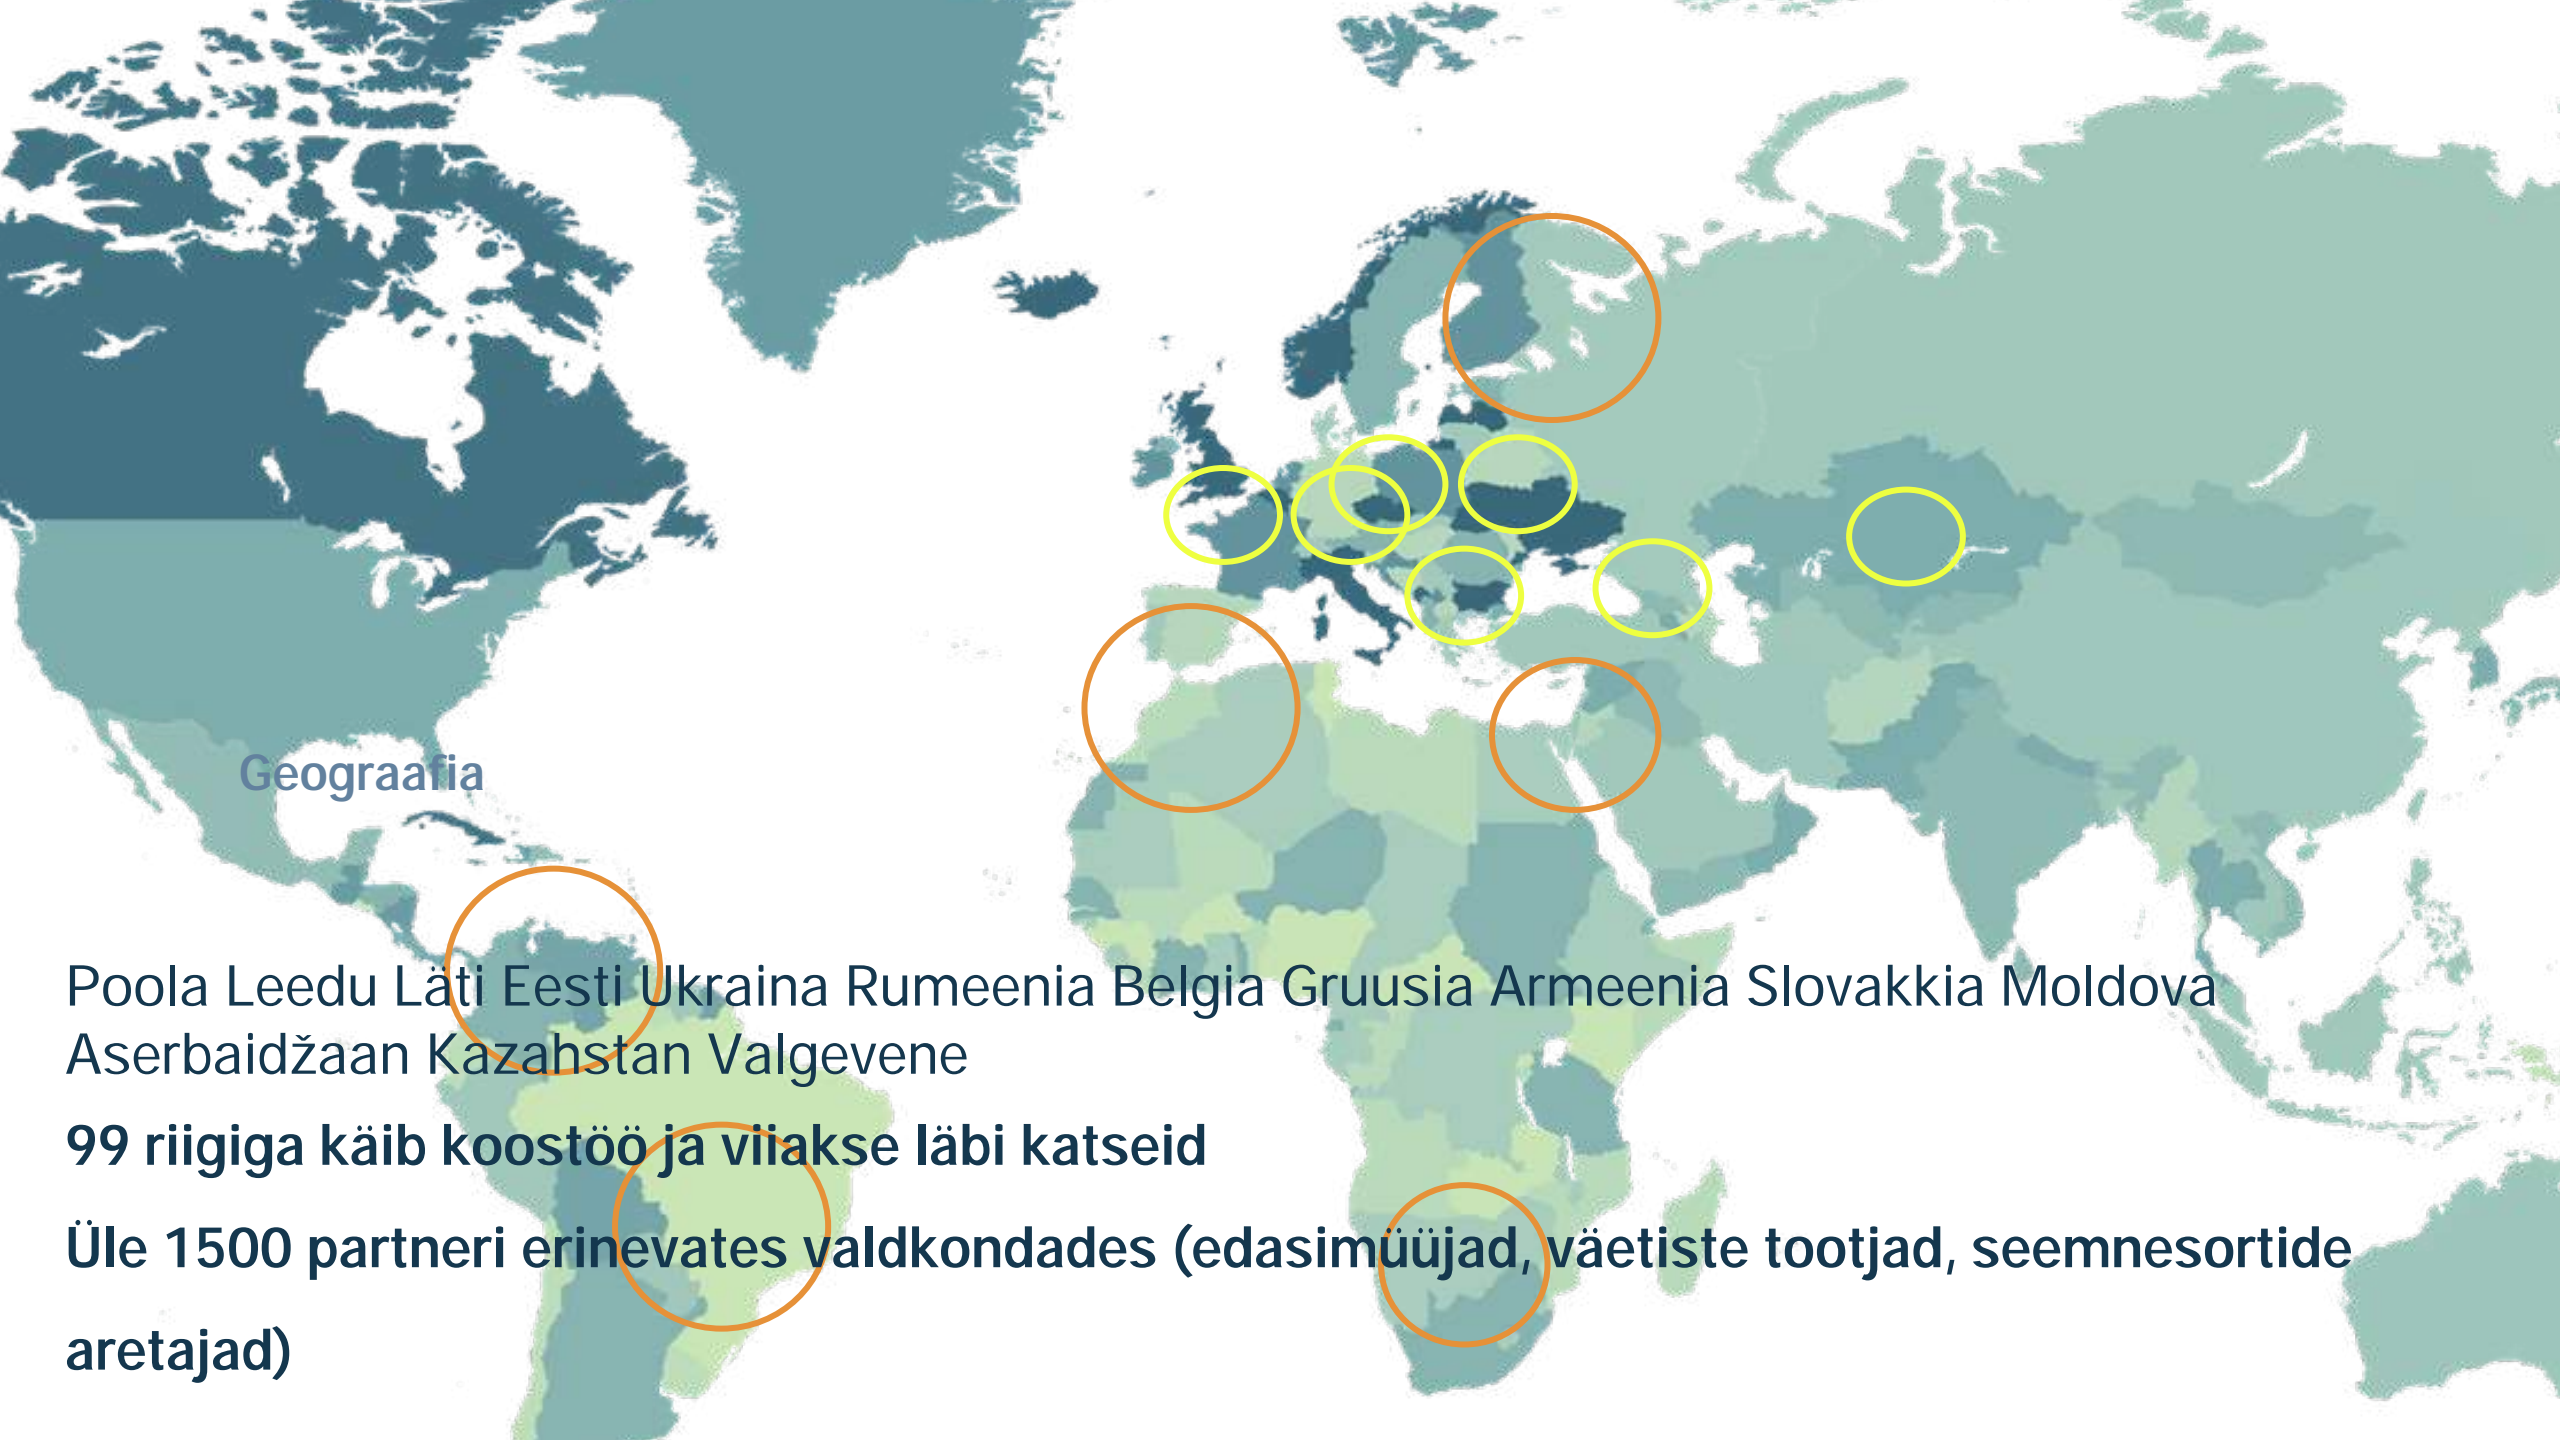 Geograafia
Poola Leedu Läti Eesti Ukraina Rumeenia Belgia Gruusia Armeenia Slovakkia Moldova
Aserbaidžaan Kazahstan Valgevene
99 riigiga käib koostöö ja viiakse läbi katseid
Üle 1500 partneri erinevates valdkondades (edasimüüjad, väetiste tootjad, seemnesortide
aretajad)